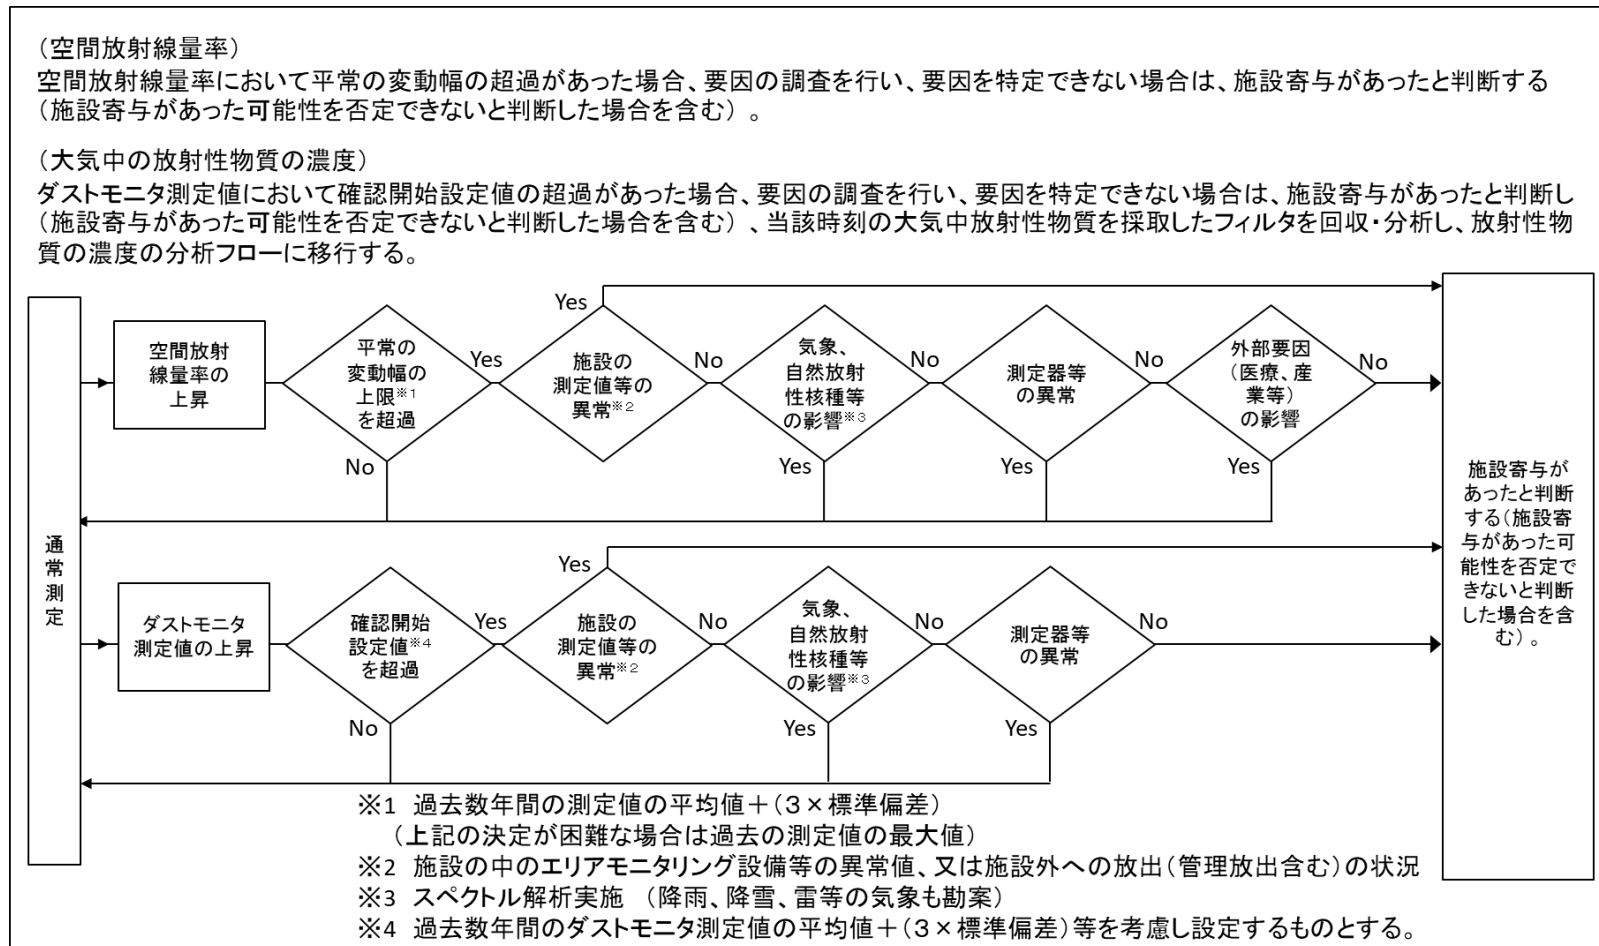 （空間放射線量率）
空間放射線量率において平常の変動幅の超過があった場合、要因の調査を行い、要因を特定できない場合は、施設寄与があったと判断する
（施設寄与があった可能性を否定できないと判断した場合を含む）。
（大気中の放射性物質の濃度）
ダストモニタ測定値において確認開始設定値の超過があった場合、要因の調査を行い、要因を特定できない場合は、施設寄与があったと判断し
（施設寄与があった可能性を否定できないと判断した場合を含む）、当該時刻の大気中放射性物質を採取したフィルタを回収・分析し、放射性物
質の濃度の分析フローに移行する。
通
常
測
定
空間放射
線量率の
上昇
平常の
変動幅の
上限※1
を超過
Yes
No
施設の
測定値等の
異常※2
Yes
No
気象、
自然放射
性核種等
の影響※3
No
Yes
測定器等
の異常
No
Yes
外部要因
（医療、産
業等）
の影響
No
Yes
ダストモニタ
測定値の上昇
確認開始
設定値※4
を超過
Yes
No
施設の
測定値等の
異常※2
Yes
No
気象、
自然放射
性核種等
の影響※3
No
Yes
測定器等
の異常
No
Yes
施設寄与が
あったと判断
する（施設寄
与があった可
能性を否定で
きないと判断
した場合を含
む）。
※1 過去数年間の測定値の平均値＋（3×標準偏差）
（上記の決定が困難な場合は過去の測定値の最大値）
※2 施設の中のエリアモニタリング設備等の異常値、又は施設外への放出（管理放出含む）の状況
※3 スペクトル解析実施 （降雨、降雪、雷等の気象も勘案）
※4 過去数年間のダストモニタ測定値の平均値＋（3×標準偏差）等を考慮し設定するものとする。